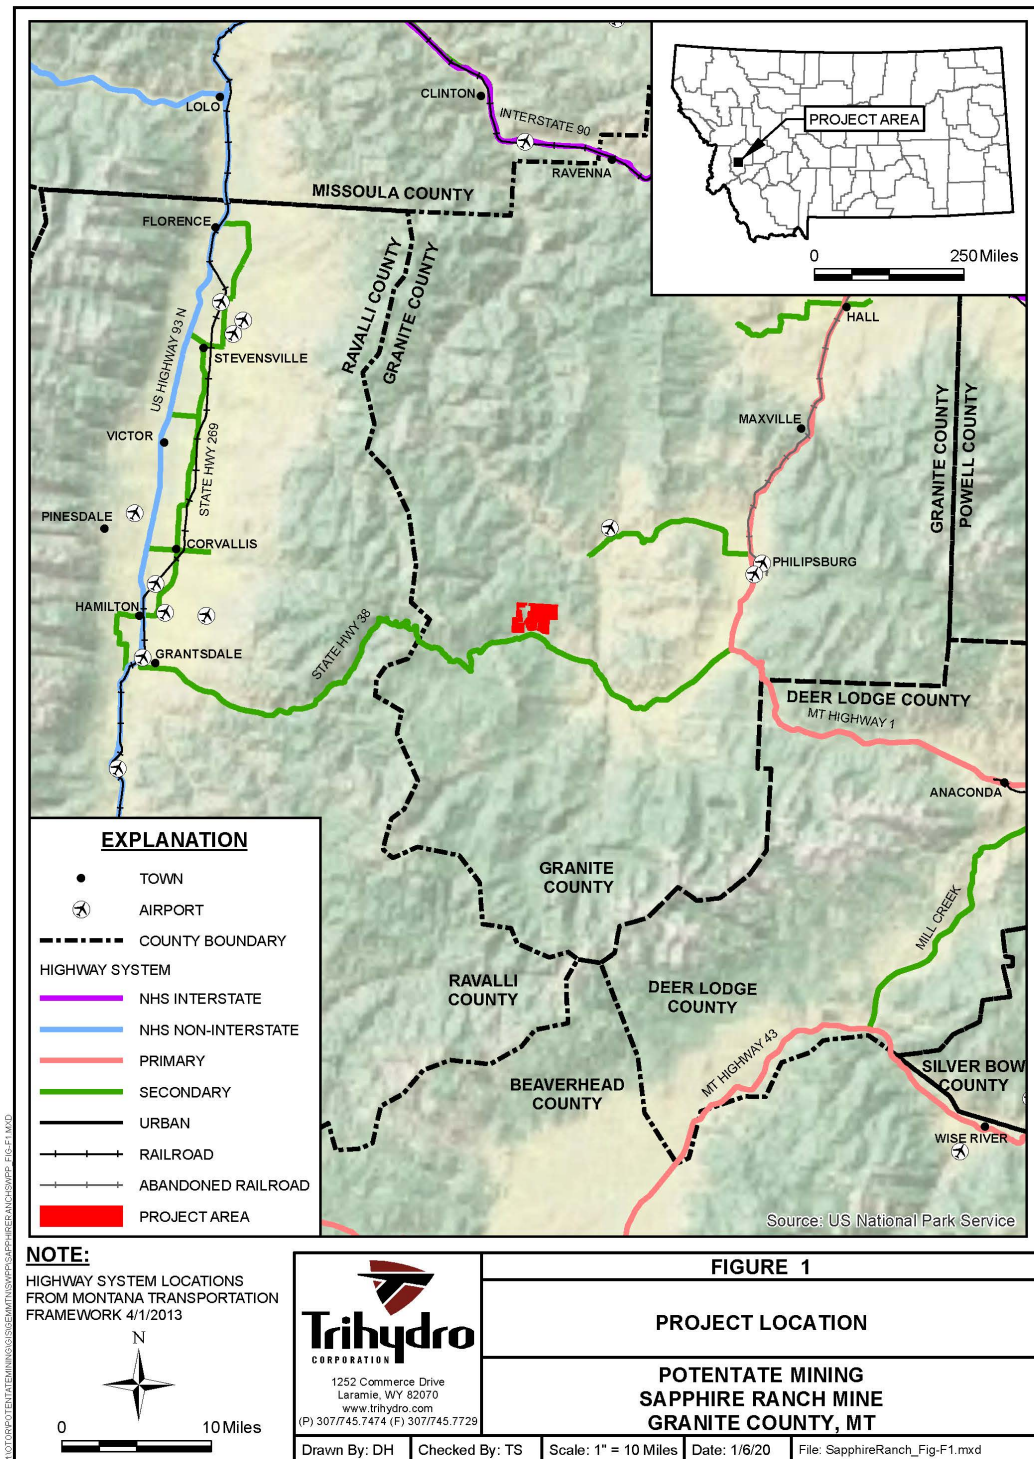 CLINTON
INTERSTATE 90
LOLO
RAVENNA
MISSOULA COUNTY
PROJECT AREA
0
250 Miles
FLORENCE
RAVALLI COUNTY
GRANITE COUNTY
HALL
US HIGHWAY 93 N
STEVENSVILLE
MAXVILLE
VICTOR
STATE HWY 269
GRANITE COUNTY
POWELL COUNTY
PINESDALE
CORVALLIS
PHILIPSBURG
HAMILTON
STATE HWY 38
GRANTSDALE
DEER LODGE COUNTY
MT HIGHWAY 1
ANACONDA
GRANITE
COUNTY
MILL CREEK
RAVALLI
COUNTY
DEER LODGE
COUNTY
MT HIGHWAY 43
BEAVERHEAD
COUNTY
SILVER BOW
COUNTY
WISE RIVER
Source: US National Park Service
EXPLANATION
TOWN
AIRPORT
COUNTY BOUNDARY
HIGHWAY SYSTEM
NHS INTERSTATE
NHS NON-INTERSTATE
PRIMARY
SECONDARY
URBAN
RAILROAD
ABANDONED RAILROAD
PROJECT AREA
NOTE:
HIGHWAY SYSTEM LOCATIONS
FROM MONTANA TRANSPORTATION
FRAMEWORK 4/1/2013
N
0
10 Miles
Trihydro
CORPORATION
1252 Commerce Drive
Laramie, WY 82070
www.trihydro.com
(P) 307/745.7474 (F) 307/745.7729
FIGURE 1
PROJECT LOCATION
POTENTATE MINING
SAPPHIRE RANCH MINE
GRANITE COUNTY, MT
Drawn By: DH
Checked By: TS
Scale: 1" = 10 Miles
Date: 1/6/20
File: SapphireRanch_Fig-F1.mxd